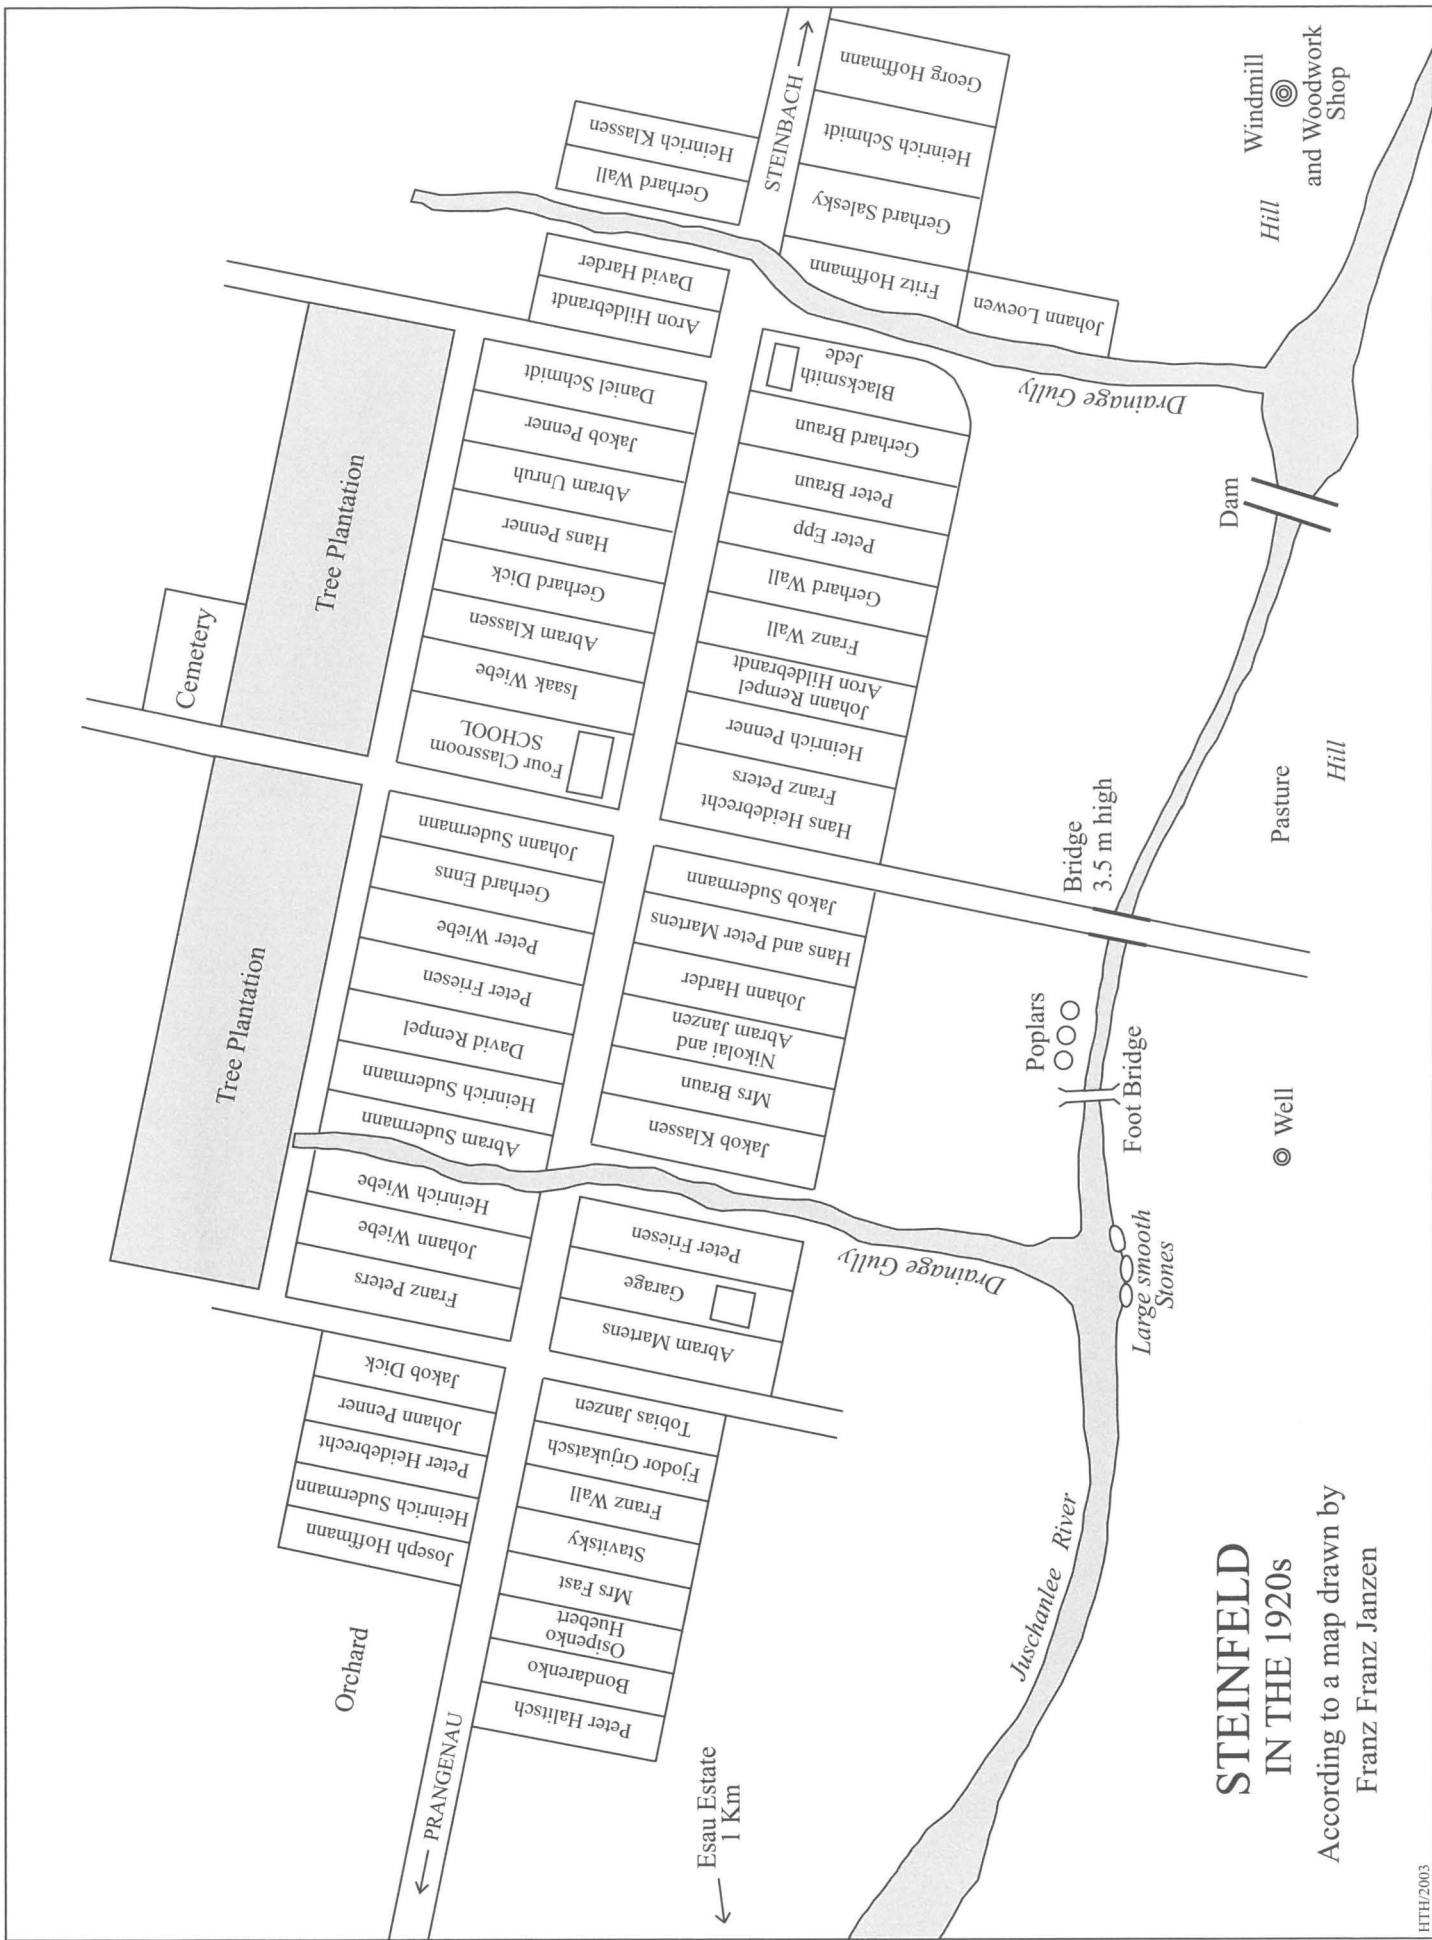 STEINFELD
IN THE 1920s
According to a map drawn by
Franz Franz Janzen
HTH/2003
Cemetery
Tree Plantation
Tree Plantation
Orchard
← PRANGENAU
STEINBACH →
Esau Estate
1 Km
Joseph Hoffmann
Heinrich Sudermann
Peter Heidebrecht
Johann Penner
Jakob Dick
Franz Peters
Johann Wiebe
Heinrich Wiebe
Abram Sudermann
Heinrich Sudermann
David Rempel
Peter Friesen
Peter Wiebe
Gerhard Enns
Johann Sudermann
Four Classroom
SCHOOL
Isaak Wiebe
Abram Klassen
Gerhard Dick
Hans Penner
Abram Unruh
Jakob Penner
Daniel Schmidt
Aron Hildebrandt
David Harder
Gerhard Wall
Heinrich Klassen
Peter Halitsch
Bondarenko
Osipenko
Huebert
Mrs Fast
Stavitsky
Franz Wall
Fjodor Grjukatsch
Tobias Janzen
Abram Martens
Garage
Peter Friesen
Jakob Klassen
Mrs Braun
Nikolai and
Abram Janzen
Johann Harder
Hans and Peter Martens
Jakob Sudermann
Hans Heidebrecht
Franz Peters
Heinrich Penner
Johann Rempel
Aron Hildebrandt
Franz Wall
Gerhard Wall
Peter Epp
Peter Braun
Gerhard Braun
Blacksmith
Jede
Fritz Hoffmann
Gerhard Salesky
Heinrich Schmidt
Georg Hoffmann
Johann Loewen
Drainage Gully
Drainage Gully
Juschanlee River
Large smooth
Stones
Foot Bridge
Poplars
Well
Bridge
3.5 m high
Pasture
Hill
Dam
Hill
Windmill
and Woodwork
Shop